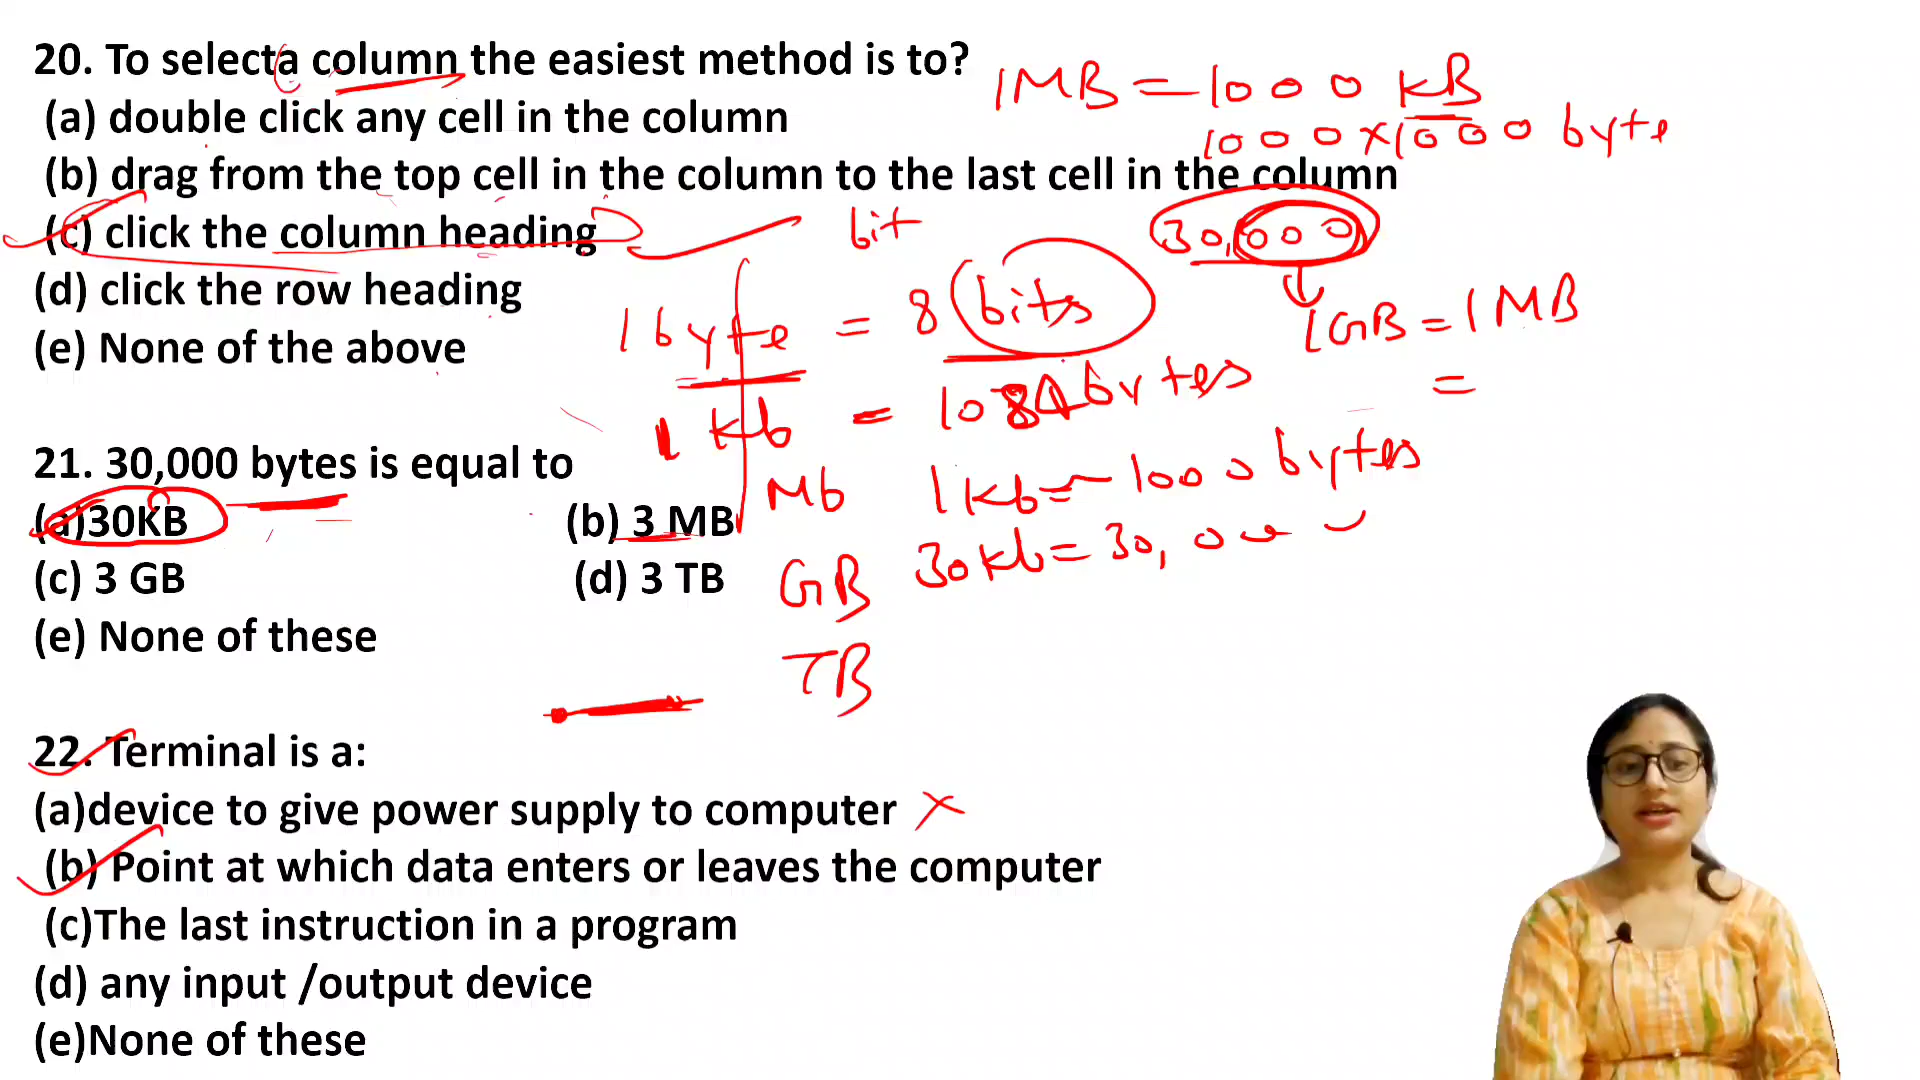 20. To selecta column the easiest method is to?
(a) double click any cell in the column
(b) drag from the top cell in the column to the last cell in the column
(c) click the column heading
(d) click the row heading
(e) None of the above
21. 30,000 bytes is equal to
(a)30KB (b) 3 MB
(c) 3 GB (d) 3 TB
(e) None of these
22. Terminal is a:
(a)device to give power supply to computer
(b) Point at which data enters or leaves the computer
(c)The last instruction in a program
(d) any input /output device
(e)None of these
1MB = 1000 KB
1000 x 1000 byte
bit
30,000
1 byte = 8 bits
1GB = 1MB
=
1 kb = bytes
Mb
1kb = 1000 bytes
GB
30kb = 30,
TB